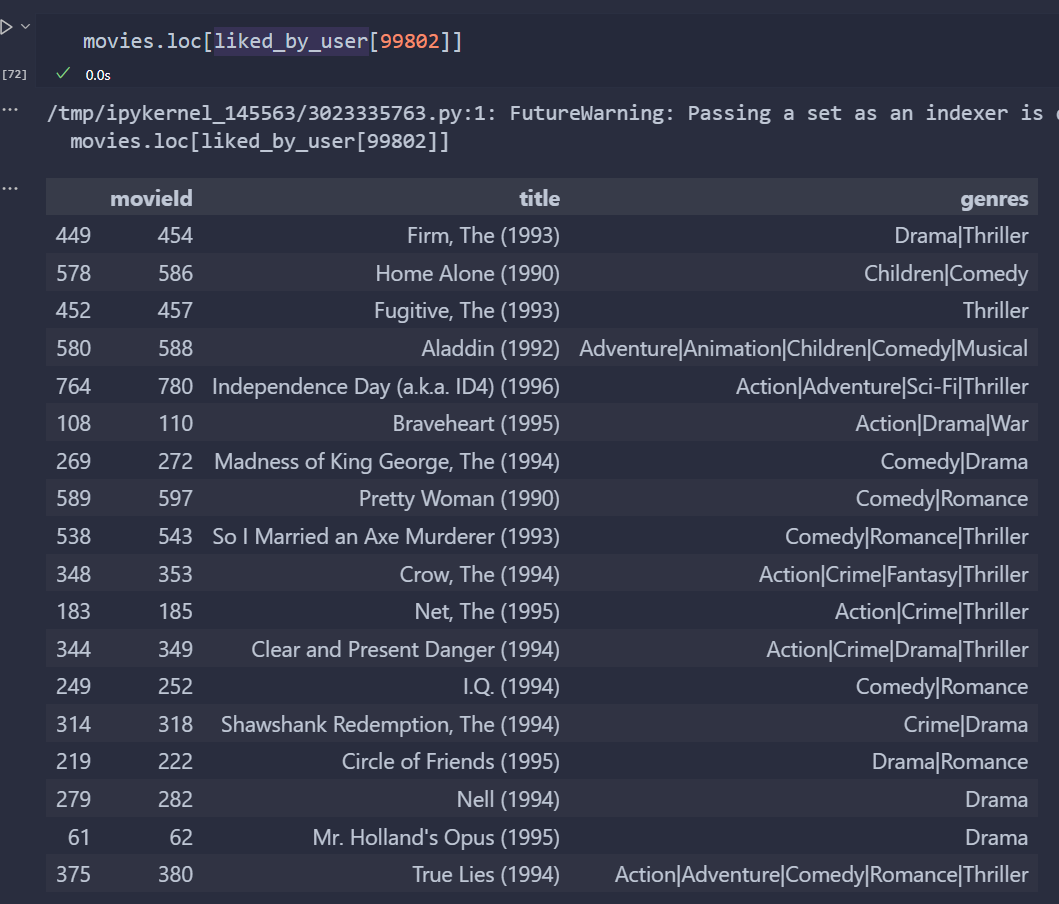 movies.loc[liked_by_user[99802]]
[72] 0.0s
... /tmp/ipykernel_145563/3023335763.py:1: FutureWarning: Passing a set as an indexer is
movies.loc[liked_by_user[99802]]
...
movieId title genres
449 454 Firm, The (1993) Drama|Thriller
578 586 Home Alone (1990) Children|Comedy
452 457 Fugitive, The (1993) Thriller
580 588 Aladdin (1992) Adventure|Animation|Children|Comedy|Musical
764 780 Independence Day (a.k.a. ID4) (1996) Action|Adventure|Sci-Fi|Thriller
108 110 Braveheart (1995) Action|Drama|War
269 272 Madness of King George, The (1994) Comedy|Drama
589 597 Pretty Woman (1990) Comedy|Romance
538 543 So I Married an Axe Murderer (1993) Comedy|Romance|Thriller
348 353 Crow, The (1994) Action|Crime|Fantasy|Thriller
183 185 Net, The (1995) Action|Crime|Thriller
344 349 Clear and Present Danger (1994) Action|Crime|Drama|Thriller
249 252 I.Q. (1994) Comedy|Romance
314 318 Shawshank Redemption, The (1994) Crime|Drama
219 222 Circle of Friends (1995) Drama|Romance
279 282 Nell (1994) Drama
61 62 Mr. Holland's Opus (1995) Drama
375 380 True Lies (1994) Action|Adventure|Comedy|Romance|Thriller